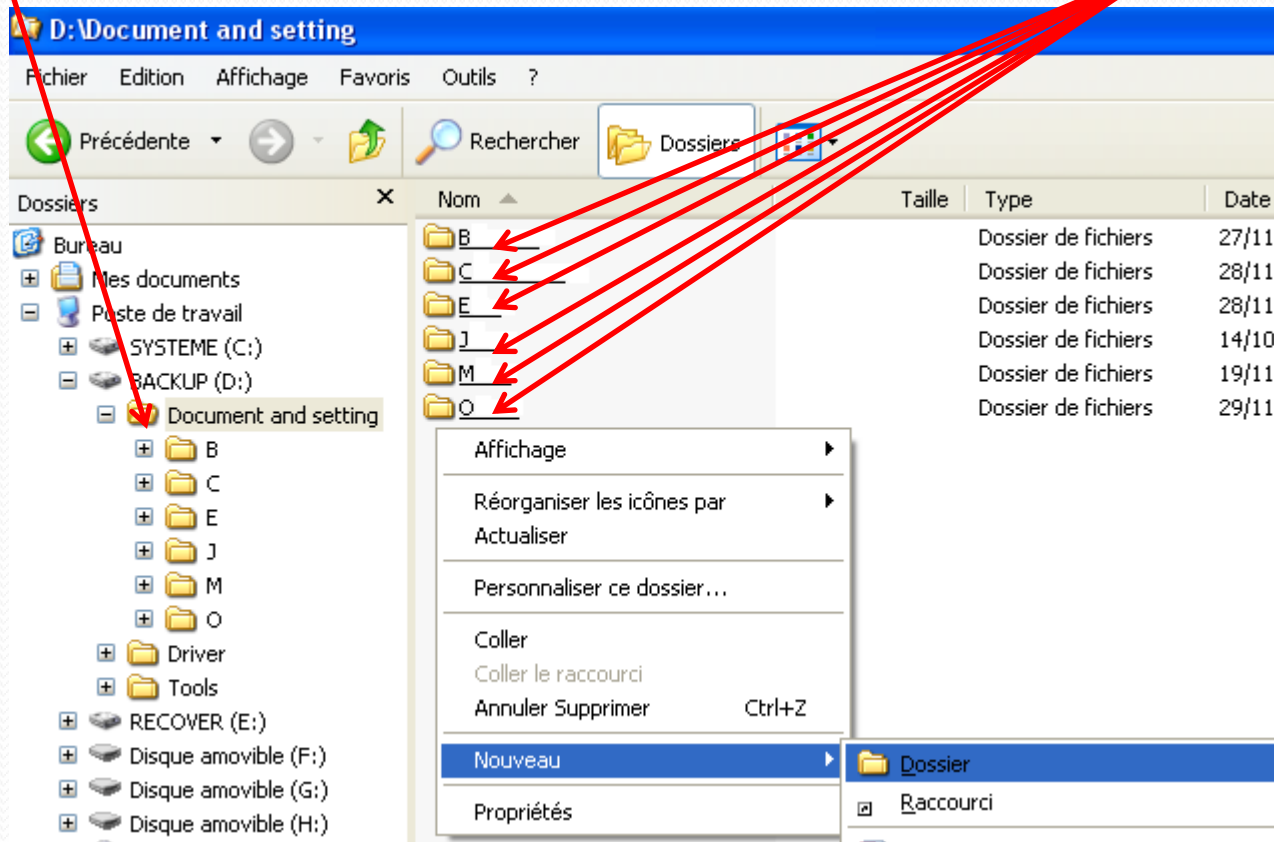 D:\Document and setting
Fichier Edition Affichage Favoris Outils ?
Précédente Rechercher Dossiers
Dossiers
Bureau
Mes documents
Poste de travail
SYSTEME (C:)
BACKUP (D:)
Document and setting
B
C
E
J
M
O
Driver
Tools
RECOVER (E:)
Disque amovible (F:)
Disque amovible (G:)
Disque amovible (H:)
Nom Taille Type Date
B Dossier de fichiers 27/11
C Dossier de fichiers 28/11
E Dossier de fichiers 28/11
J Dossier de fichiers 14/10
M Dossier de fichiers 19/11
O Dossier de fichiers 29/11
Affichage
Réorganiser les icônes par
Actualiser
Personnaliser ce dossier...
Coller
Coller le raccourci
Annuler Supprimer Ctrl+Z
Nouveau
Propriétés
Dossier
Raccourci